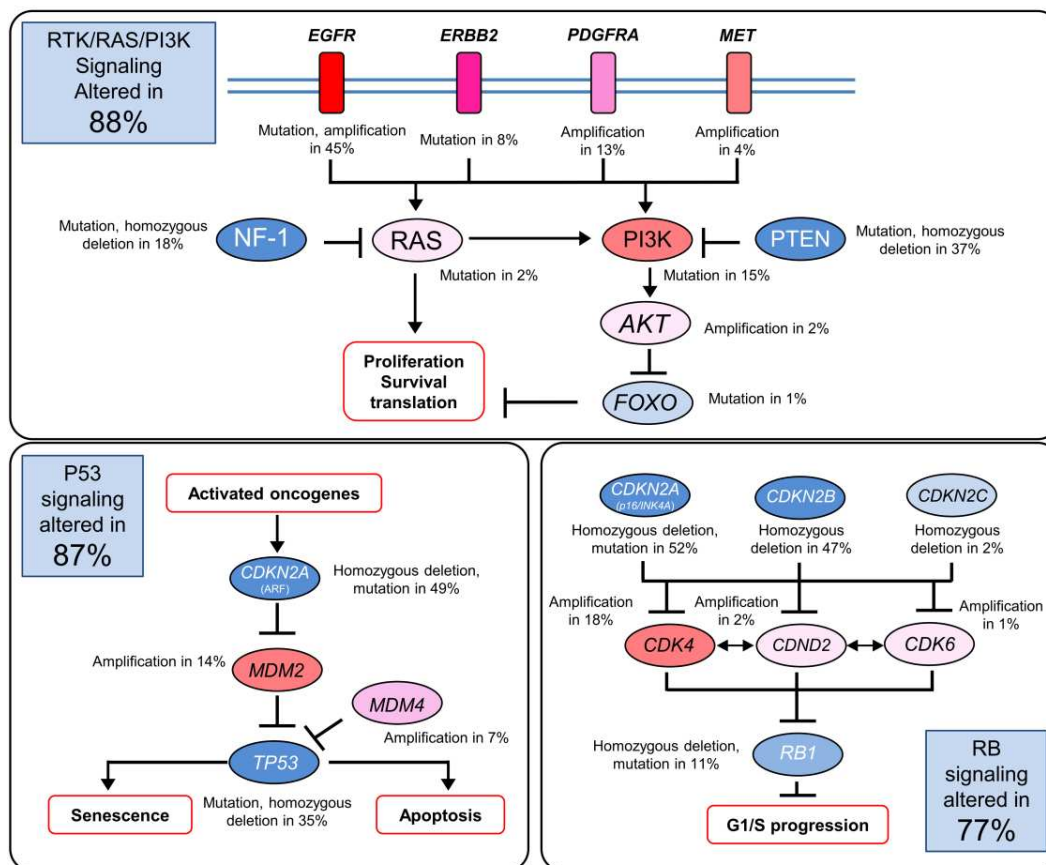 RTK/RAS/PI3K
Signaling
Altered in
88%
EGFR
ERBB2
PDGFRA
MET
Mutation, amplification
in 45%
Mutation in 8%
Amplification
in 13%
Amplification
in 4%
Mutation, homozygous
deletion in 18%
NF-1
RAS
PI3K
PTEN
Mutation, homozygous
deletion in 37%
Mutation in 2%
Mutation in 15%
AKT
Amplification in 2%
Proliferation
Survival
translation
FOXO
Mutation in 1%
P53
signaling
altered in
87%
Activated oncogenes
CDKN2A
(ARF)
Homozygous deletion,
mutation in 49%
Amplification in 14%
MDM2
MDM4
Amplification in 7%
TP53
Senescence
Mutation, homozygous
deletion in 35%
Apoptosis
CDKN2A
(p16/INK4A)
CDKN2B
CDKN2C
Homozygous deletion,
mutation in 52%
Homozygous
deletion in 47%
Homozygous
deletion in 2%
Amplification in
18%
Amplification in
2%
Amplification
in 1%
CDK4
CDND2
CDK6
Homozygous deletion,
mutation in 11%
RB1
G1/S progression
RB
signaling
altered in
77%